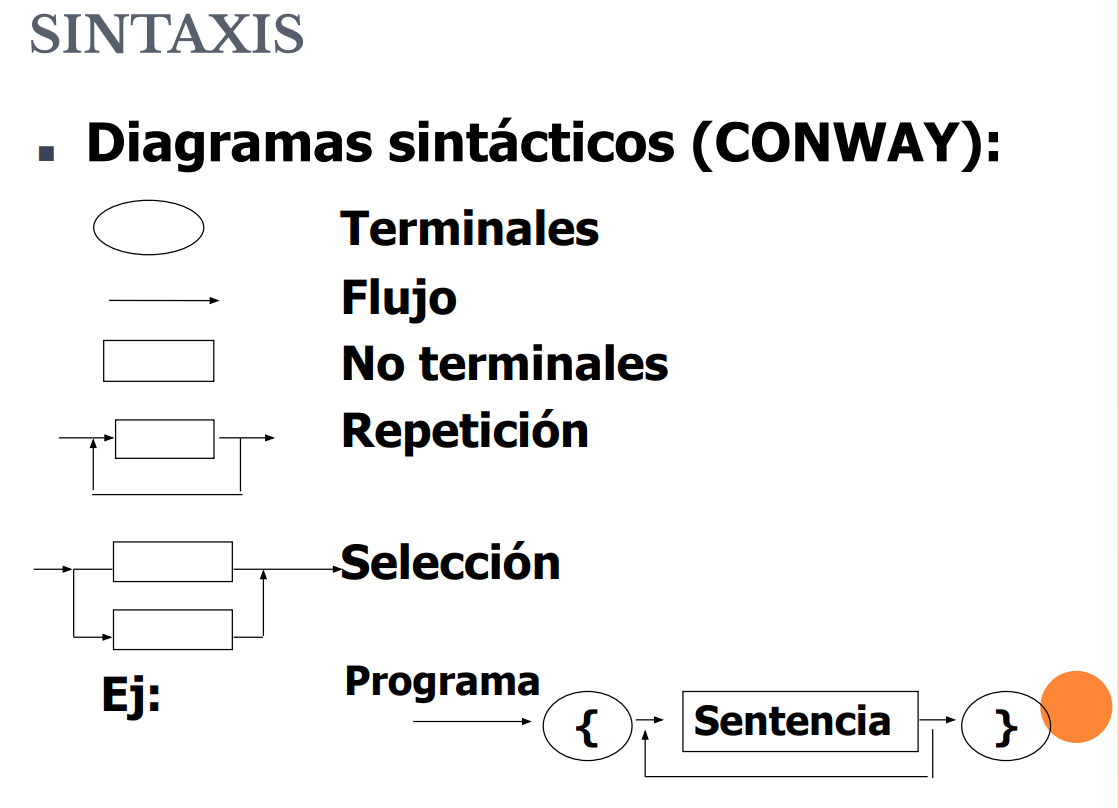 SINTAXIS
▪ Diagramas sintácticos (CONWAY):
Terminales
Flujo
No terminales
Repetición
Selección
Ej:
Programa
{ Sentencia }